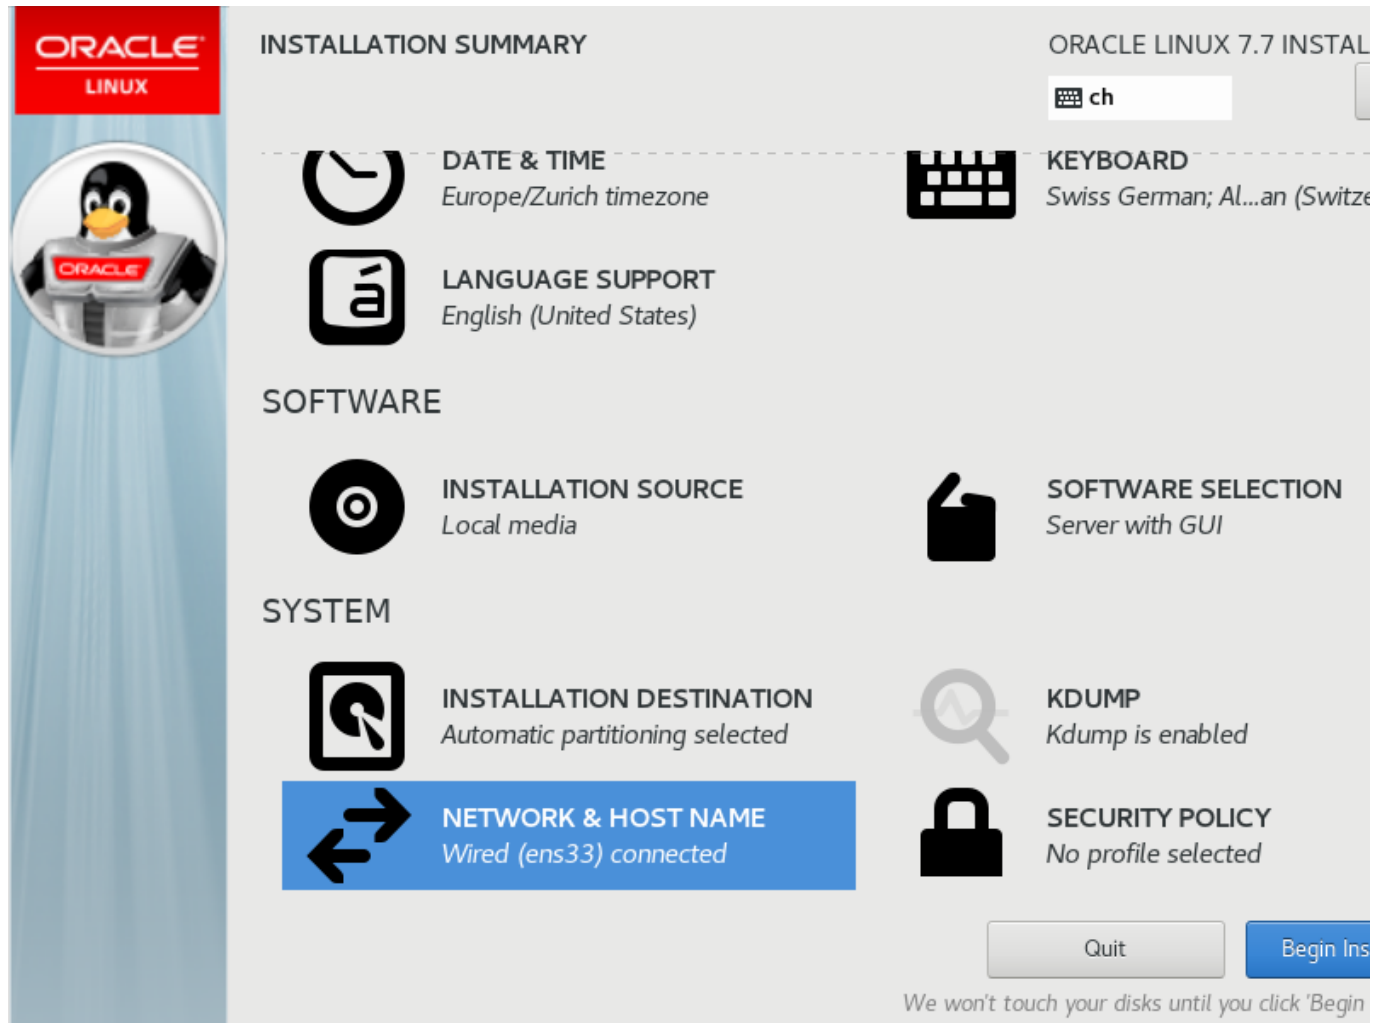 ORACLE
LINUX
INSTALLATION SUMMARY
ORACLE LINUX 7.7 INSTAL
ch
DATE & TIME
Europe/Zurich timezone
KEYBOARD
Swiss German; Al...an (Switze
LANGUAGE SUPPORT
English (United States)
á
ORACLE
SOFTWARE
INSTALLATION SOURCE
Local media
SOFTWARE SELECTION
Server with GUI
SYSTEM
INSTALLATION DESTINATION
Automatic partitioning selected
KDUMP
Kdump is enabled
NETWORK & HOST NAME
Wired (ens33) connected
SECURITY POLICY
No profile selected
Quit
Begin Ins
We won't touch your disks until you click 'Begin